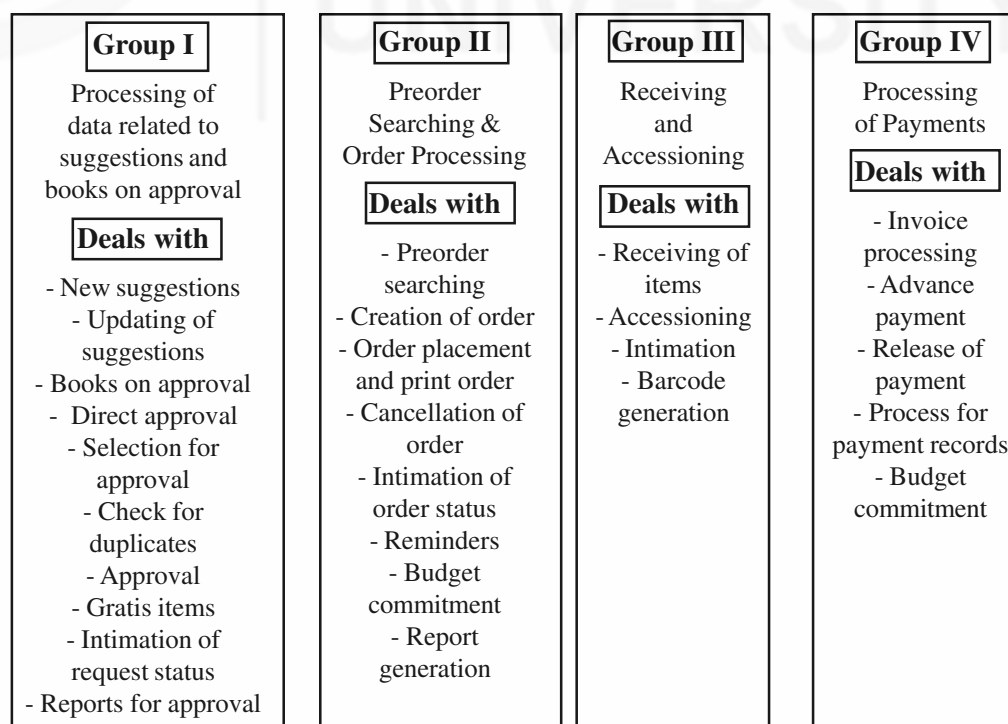 UNIVERSITY
Group I
Processing of
data related to
suggestions and
books on approval
Deals with
- New suggestions
- Updating of
suggestions
- Books on approval
- Direct approval
- Selection for
approval
- Check for
duplicates
- Approval
- Gratis items
- Intimation of
request status
- Reports for approval
Group II
Preorder
Searching &
Order Processing
Deals with
- Preorder
searching
- Creation of order
- Order placement
and print order
- Cancellation of
order
- Intimation of
order status
- Reminders
- Budget
commitment
- Report
generation
Group III
Receiving
and
Accessioning
Deals with
- Receiving of
items
- Accessioning
- Intimation
- Barcode
generation
Group IV
Processing
of Payments
Deals with
- Invoice
processing
- Advance
payment
- Release of
payment
- Process for
payment records
- Budget
commitment